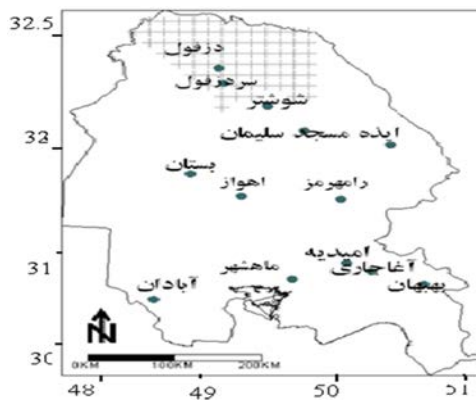 32.5
دزفول
سردزفول
شوشتر
32
ایذه مسجد سلیمان
بستان
اهواز
رامهرمز
31
امیدیه
آغاجاری
ماهشهر
بهبهان
آبادان
N
30
0KM 100KM 200KM
48 49 50 51